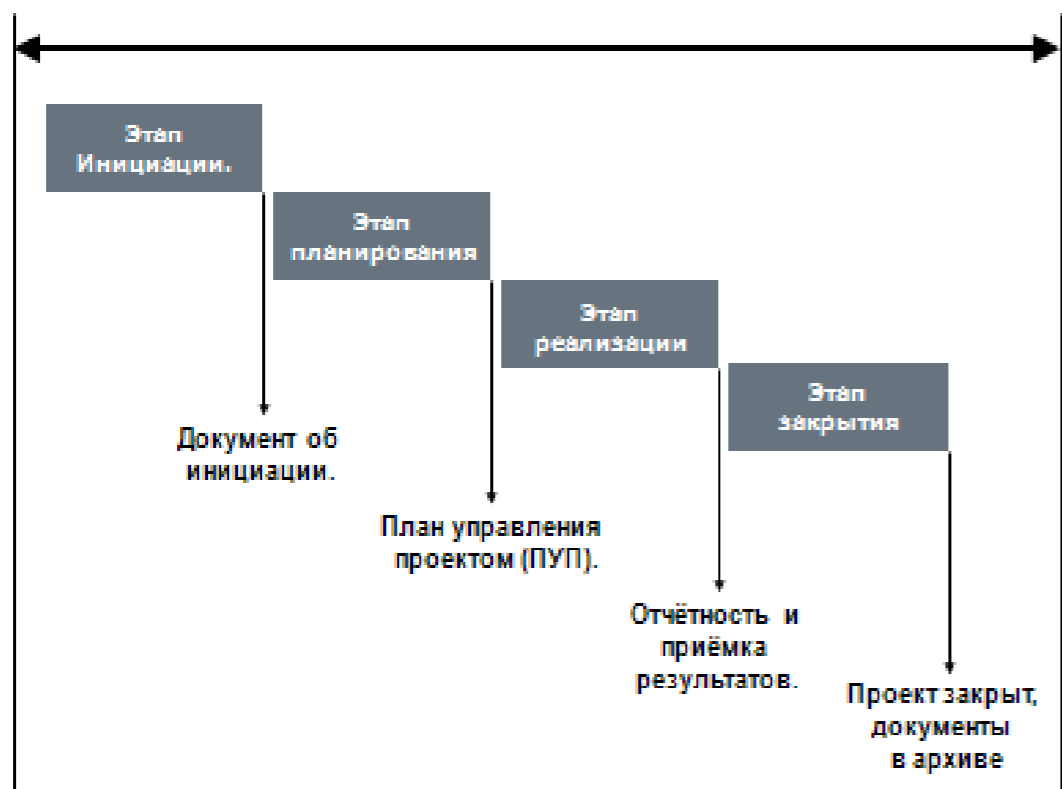 Этап
Инициации.
Этап
планирования
Этап
реализации
Этап
закрытия
Документ об
инициации.
План управления
проектом (ПУП).
Отчётность и
приёмка
результатов.
Проект закрыт,
документы
в архиве